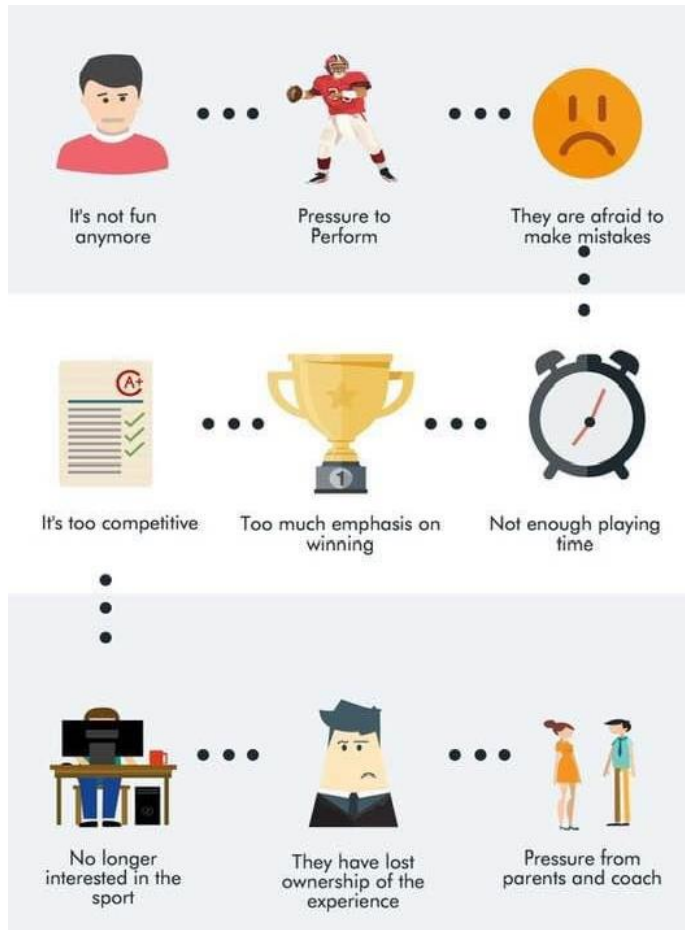 It's not fun
anymore
Pressure to
Perform
They are afraid to
make mistakes
A+
It's too competitive
1
Too much emphasis on
winning
Not enough playing
time
No longer
interested in the
sport
They have lost
ownership of the
experience
Pressure from
parents and coach